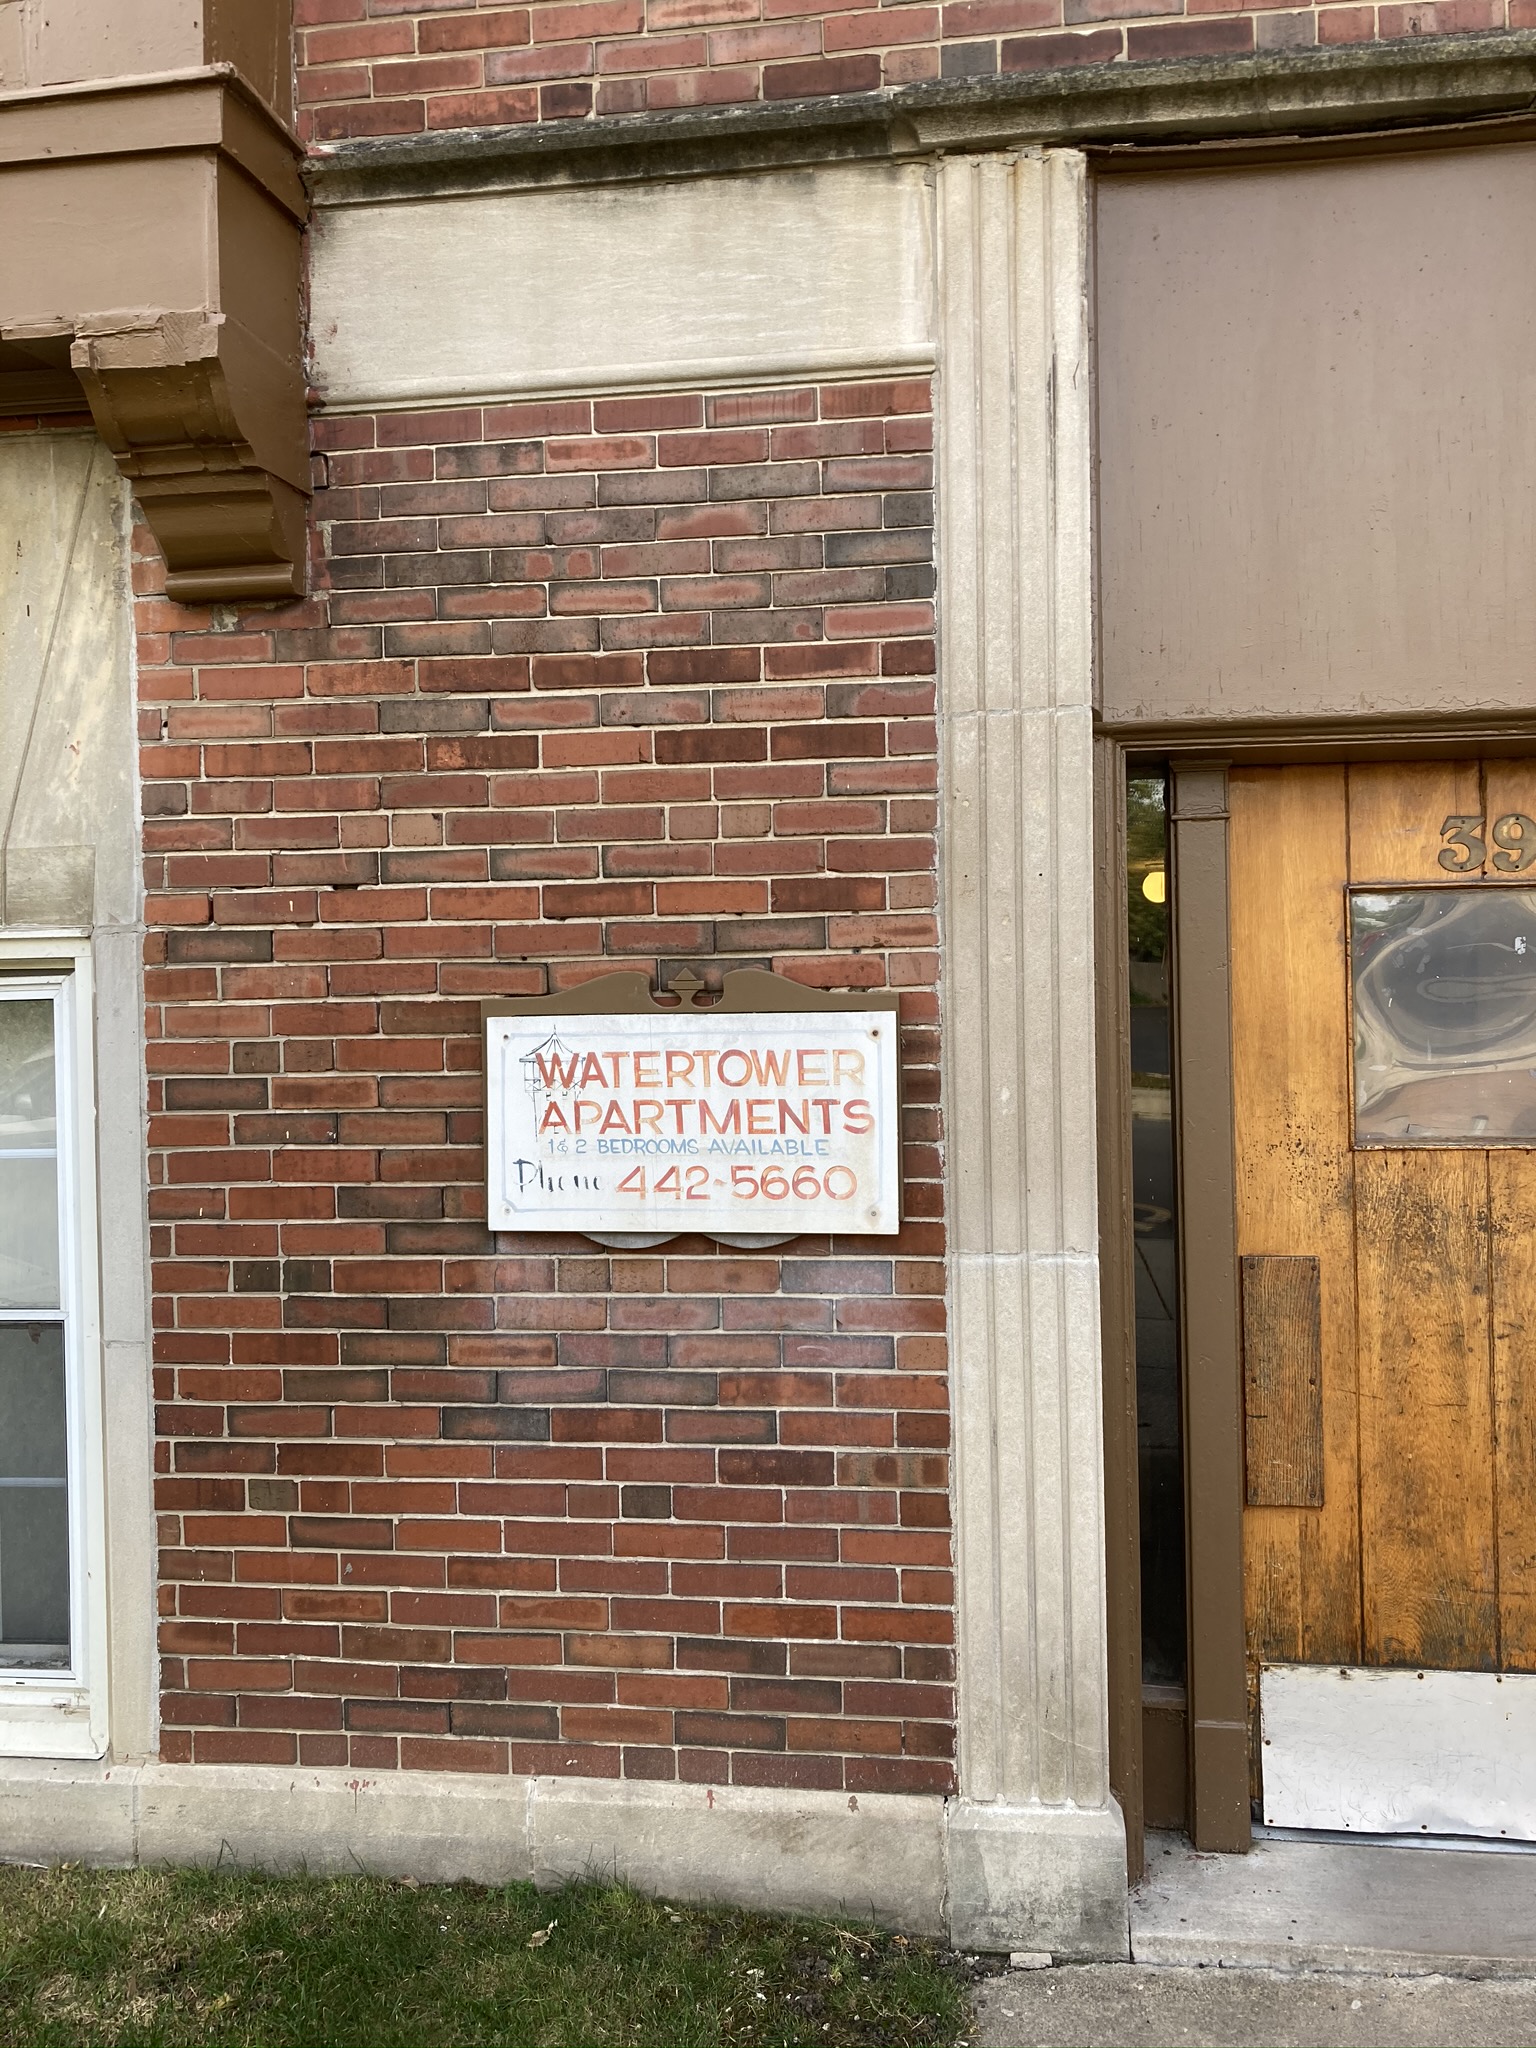 39
WATERTOWER
APARTMENTS
1 & 2 BEDROOMS AVAILABLE
Phone 442-5660